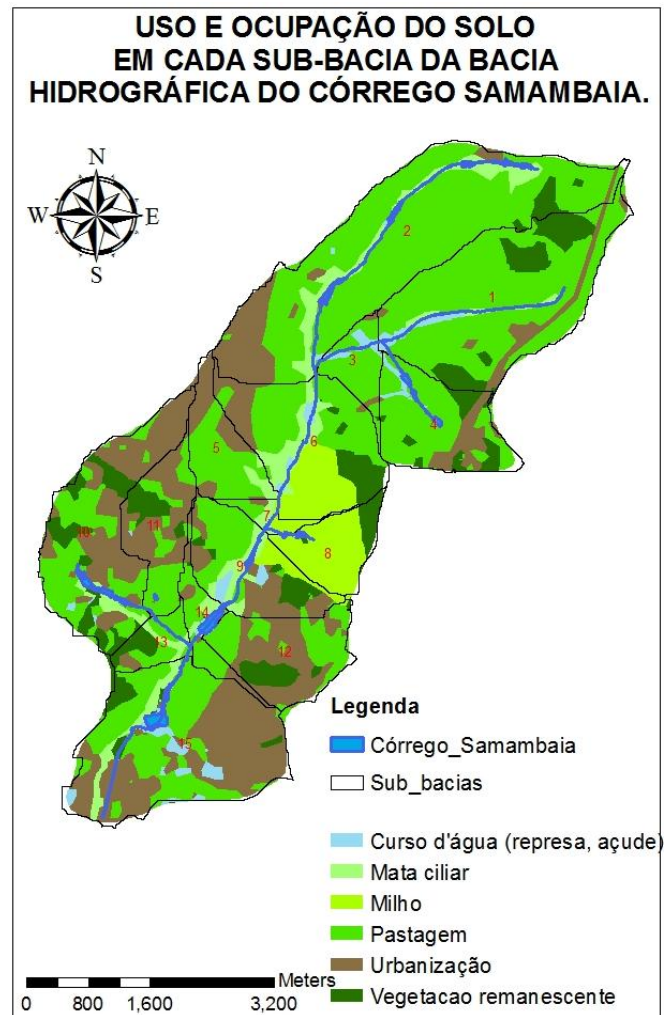 USO E OCUPAÇÃO DO SOLO
EM CADA SUB-BACIA DA BACIA
HIDROGRÁFICA DO CÓRREGO SAMAMBAIA.
N
W
E
S
2
1
3
4
5
6
7
8
9
10
11
12
13
14
15
Legenda
Córrego_Samambaia
Sub_bacias
Curso d'água (represa, açude)
Mata ciliar
Milho
Pastagem
Urbanização
Vegetacao remanescente
Meters
0 800 1,600 3,200